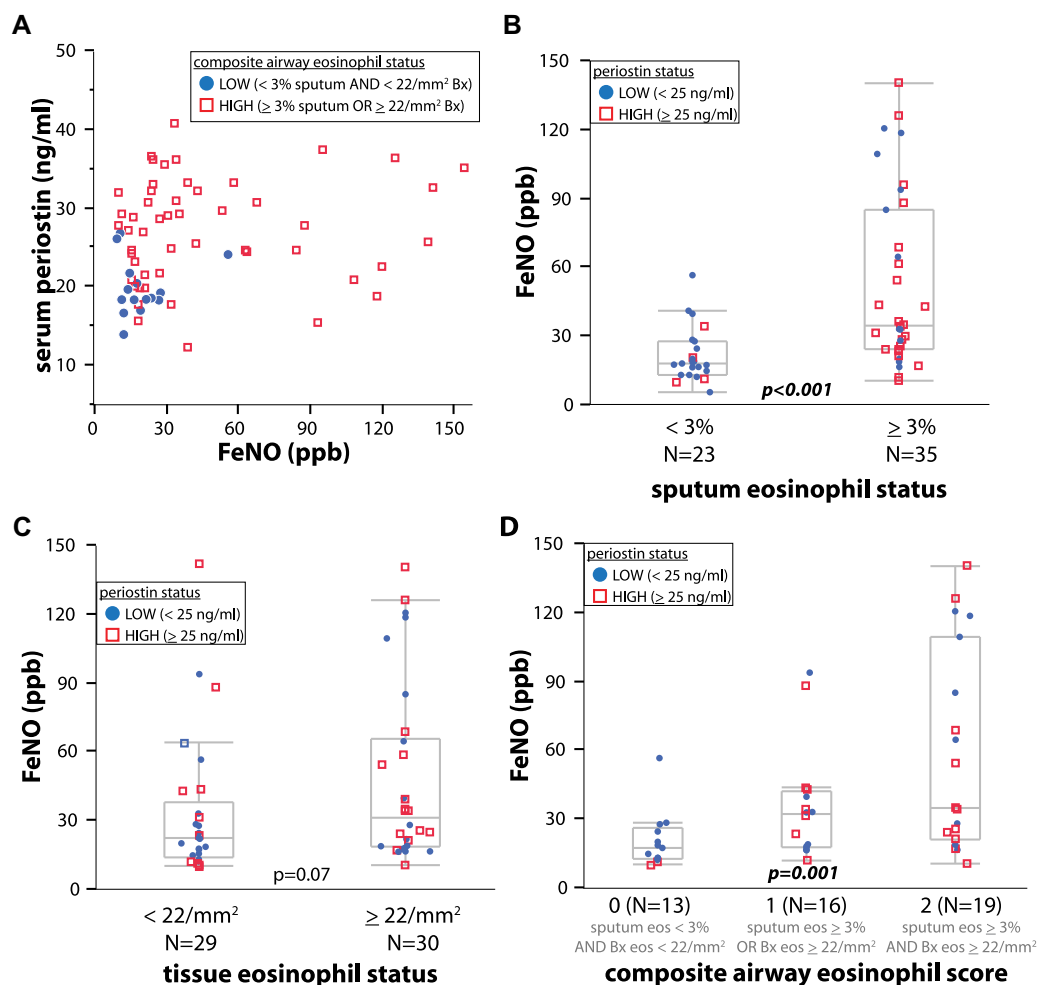 A
composite airway eosinophil status
LOW (< 3% sputum AND < 22/mm² Bx)
HIGH (≥ 3% sputum OR ≥ 22/mm² Bx)
serum periostin (ng/ml)
50
40
30
20
10
0 30 60 90 120 150
FeNO (ppb)
B
periostin status
LOW (< 25 ng/ml)
HIGH (≥ 25 ng/ml)
FeNO (ppb)
150
120
90
60
30
0
p<0.001
< 3% ≥ 3%
N=23 N=35
sputum eosinophil status
C
periostin status
LOW (< 25 ng/ml)
HIGH (≥ 25 ng/ml)
FeNO (ppb)
150
120
90
60
30
0
p=0.07
< 22/mm² ≥ 22/mm²
N=29 N=30
tissue eosinophil status
D
periostin status
LOW (< 25 ng/ml)
HIGH (≥ 25 ng/ml)
FeNO (ppb)
150
120
90
60
30
0
p=0.001
0 (N=13) 1 (N=16) 2 (N=19)
sputum eos < 3% sputum eos ≥ 3% sputum eos ≥ 3%
AND Bx eos < 22/mm² OR Bx eos ≥ 22/mm² AND Bx eos ≥ 22/mm²
composite airway eosinophil score